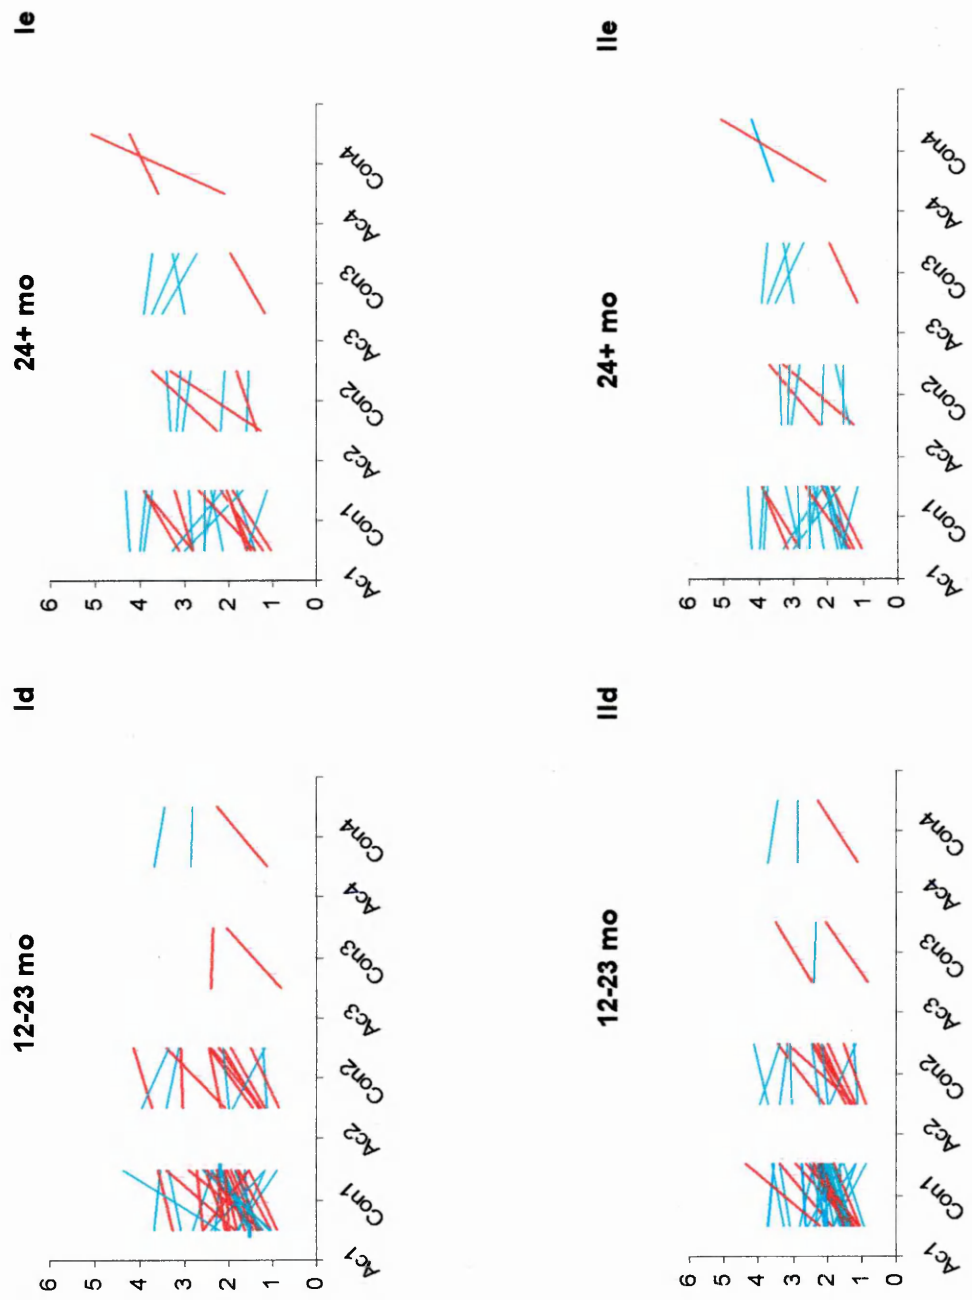 Ie
24+ mo
6
5
4
3
2
1
0
Ac1
Con1
Ac2
Con2
Ac3
Con3
Ac4
Con4
IIe
24+ mo
6
5
4
3
2
1
0
Ac1
Con1
Ac2
Con2
Ac3
Con3
Ac4
Con4
Id
12-23 mo
6
5
4
3
2
1
0
Ac1
Con1
Ac2
Con2
Ac3
Con3
Ac4
Con4
IId
12-23 mo
6
5
4
3
2
1
0
Ac1
Con1
Ac2
Con2
Ac3
Con3
Ac4
Con4